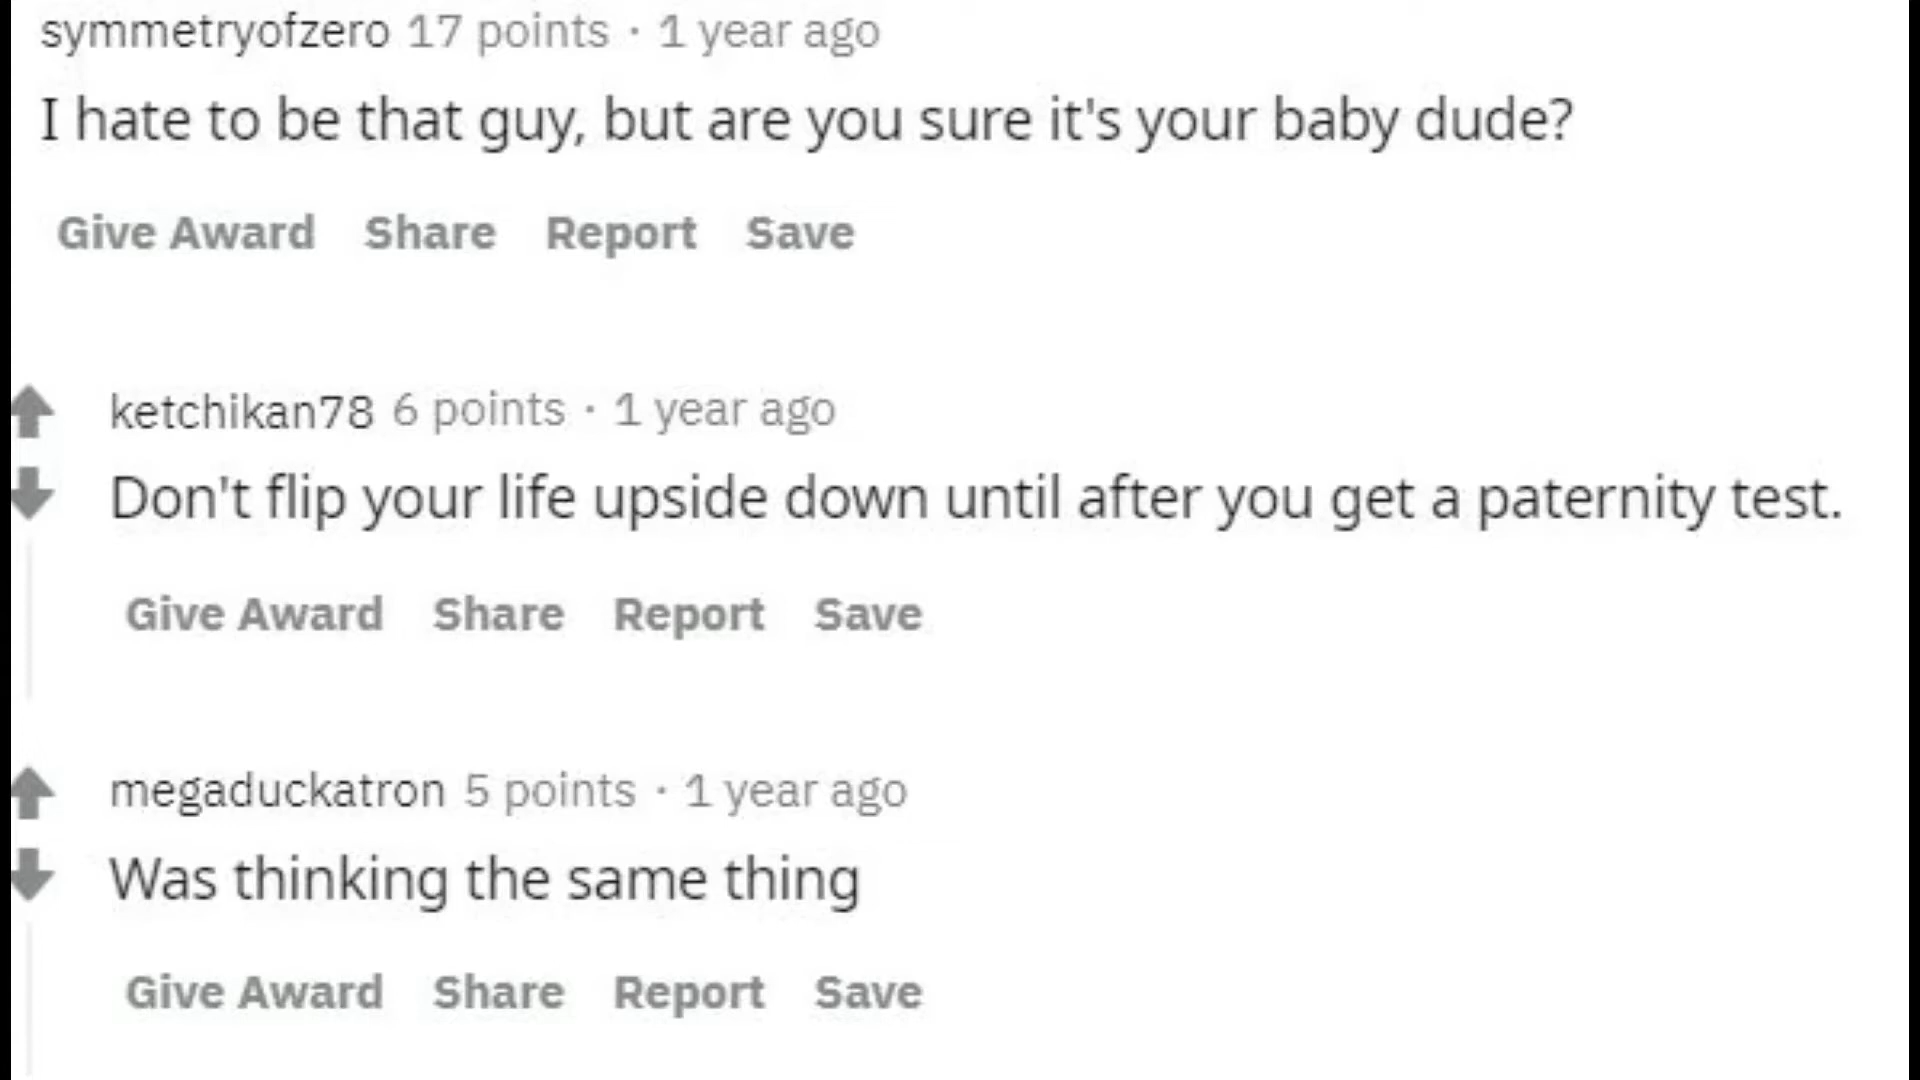 symmetryofzero 17 points · 1 year ago
I hate to be that guy, but are you sure it's your baby dude?
Give Award Share Report Save
ketchikan78 6 points · 1 year ago
Don't flip your life upside down until after you get a paternity test.
Give Award Share Report Save
megaduckatron 5 points · 1 year ago
Was thinking the same thing
Give Award Share Report Save